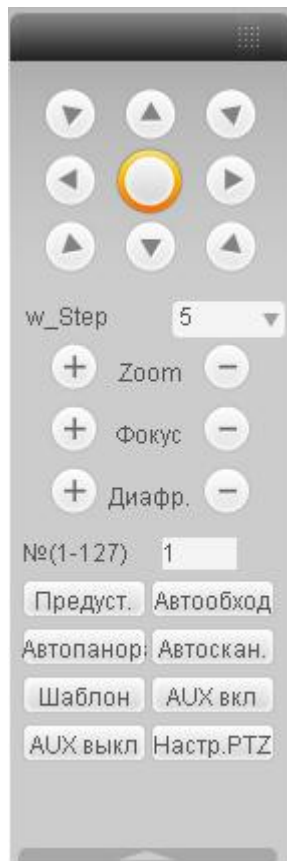 w_Step 5
+ Zoom −
+ Фокус −
+ Диафр. −
№(1-127) 1
Предуст. Автообход
Автопанор Автоскан.
Шаблон AUX вкл
AUX выкл Настр.PTZ